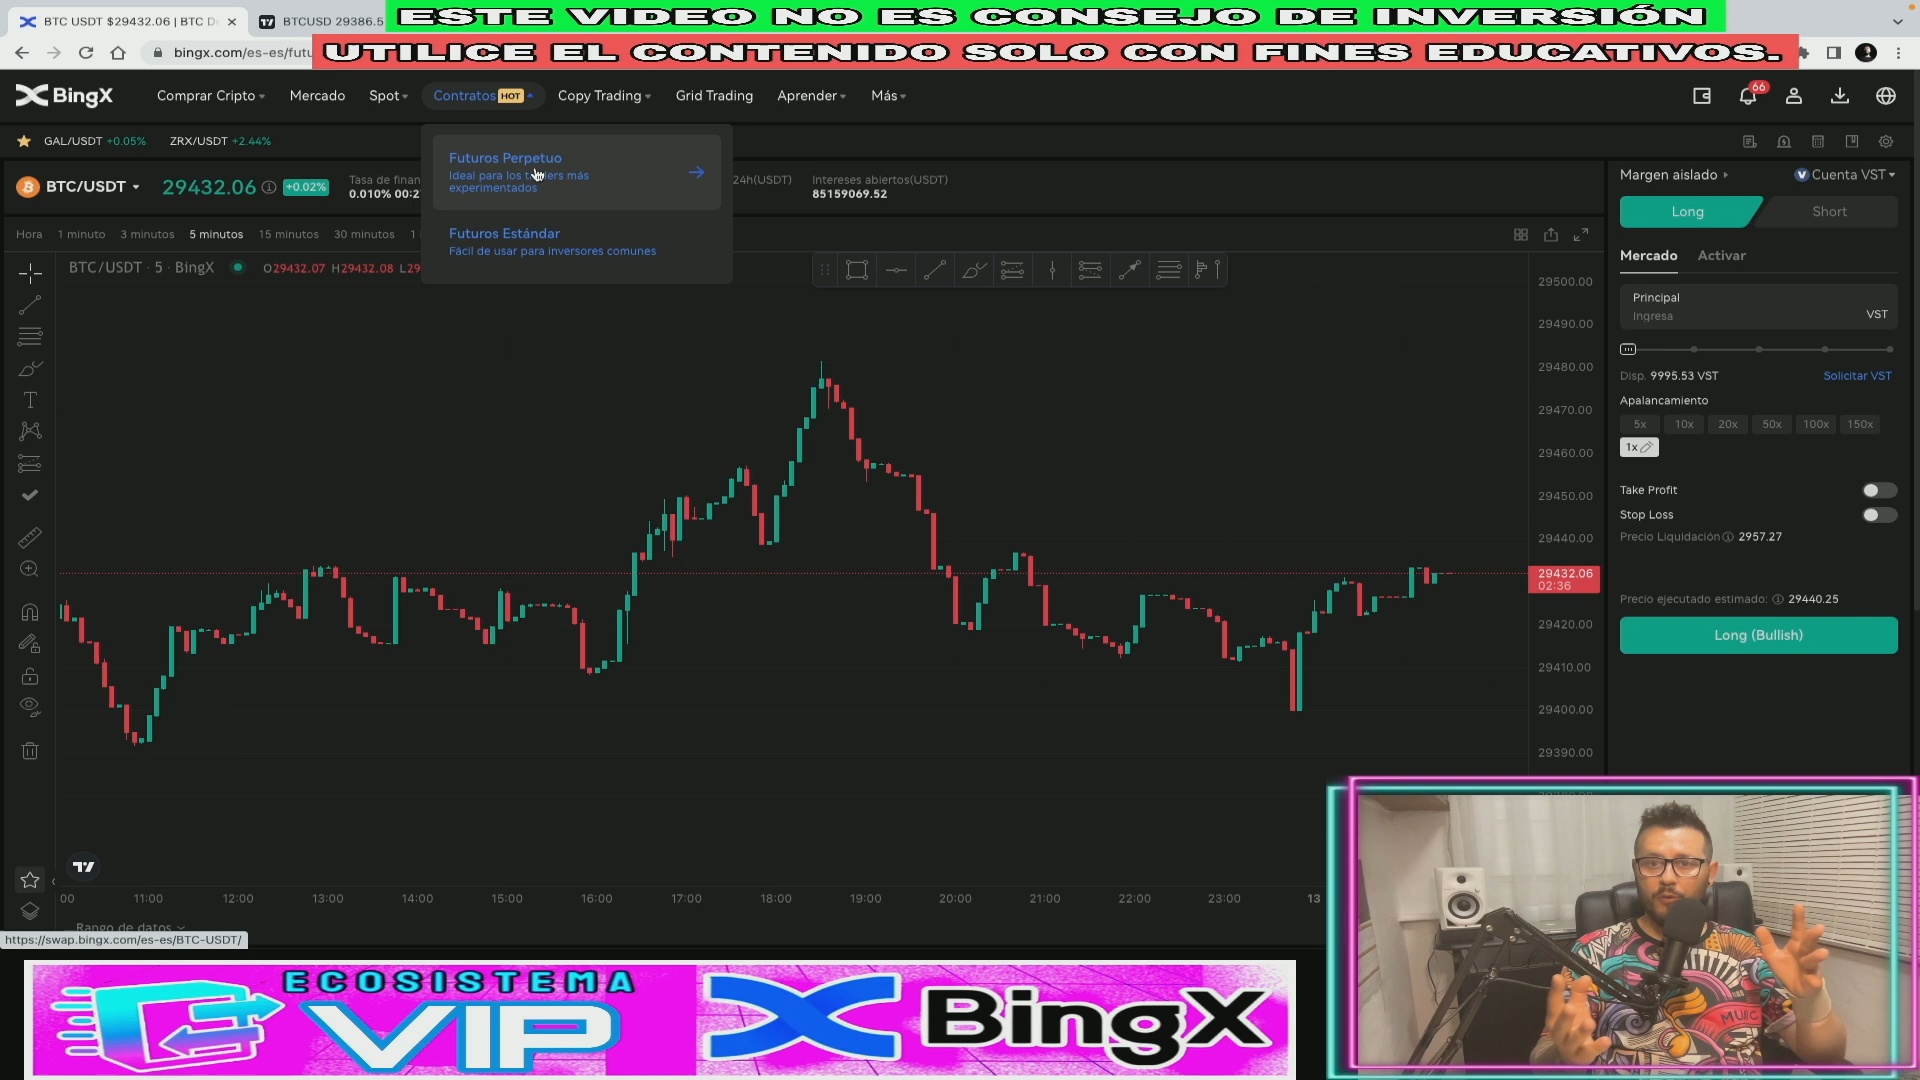 BTC USDT $29432.06 | BTC D
BTCUSD 29386.5
ESTE VIDEO NO ES CONSEJO DE INVERSIÓN
bingx.com/es-es/futu
UTILICE EL CONTENIDO SOLO CON FINES EDUCATIVOS.
BingX
Comprar Cripto
Mercado
Spot
Contratos HOT
Copy Trading
Grid Trading
Aprender
Más
66
GAL/USDT +0.05%
ZRX/USDT +2.44%
Futuros Perpetuo
Ideal para los más
experimentados
Futuros Estándar
Fácil de usar para inversores comunes
BTC/USDT
29432.06
+0.02%
Tasa de finan
0.010% 00:2
24h(USDT)
Intereses abiertos(USDT)
85159069.52
Hora
1 minuto
3 minutos
5 minutos
15 minutos
30 minutos
1
BTC/USDT · 5 · BingX
O29432.07 H29432.08 L29
29500.00
29490.00
29480.00
29470.00
29460.00
29450.00
29440.00
29432.06
02:36
29420.00
29410.00
29400.00
29390.00
Margen aislado
Cuenta VST
Long
Short
Mercado
Activar
Principal
Ingresa
VST
Disp. 9995.53 VST
Solicitar VST
Apalancamiento
5x
10x
20x
50x
100x
150x
1x
Take Profit
Stop Loss
Precio Liquidación 2957.27
Precio ejecutado estimado: 29440.25
Long (Bullish)
00
11:00
12:00
13:00
14:00
15:00
16:00
17:00
18:00
19:00
20:00
21:00
22:00
23:00
13
Rango de datos
https://swap.bingx.com/es-es/BTC-USDT/
ECOSISTEMA
VIP
BingX
MUSIC